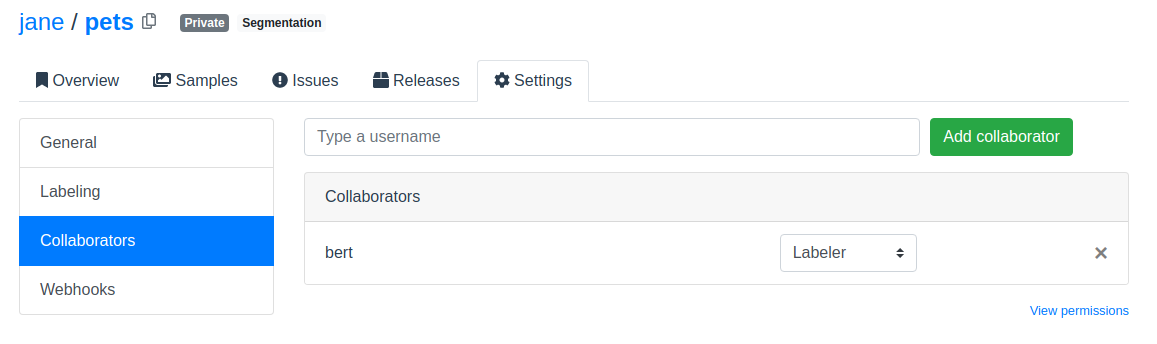 jane / pets Private Segmentation
Overview Samples Issues Releases Settings
General
Labeling
Collaborators
Webhooks
Type a username Add collaborator
Collaborators
bert Labeler
View permissions